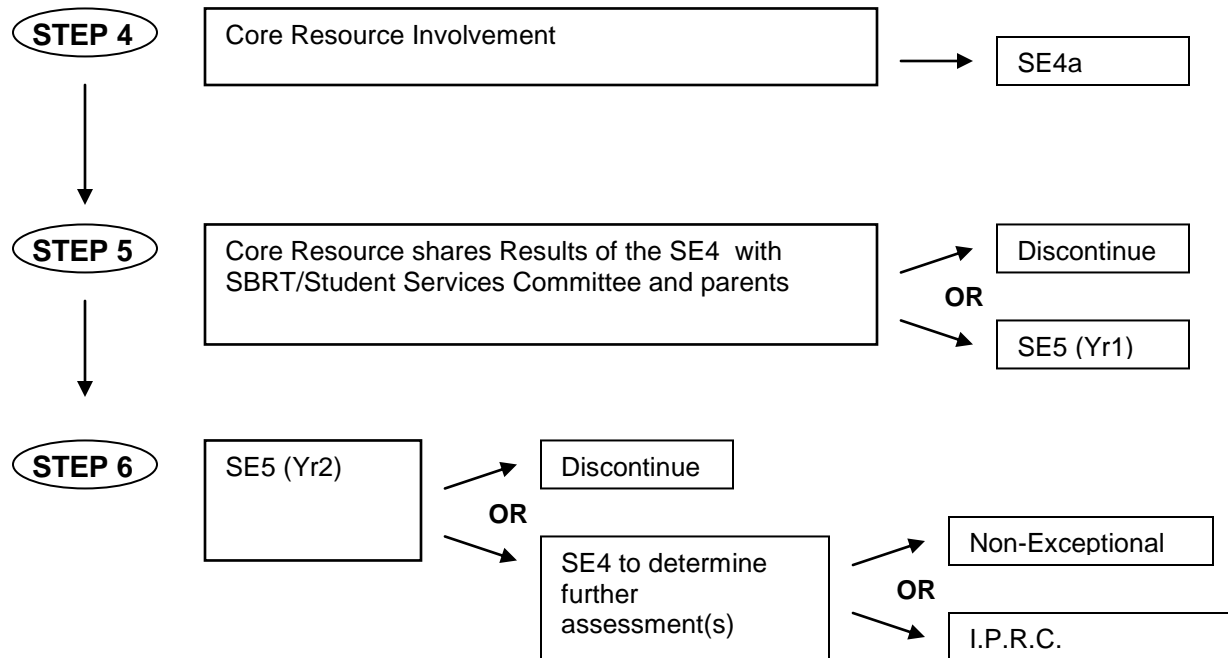 STEP 4
Core Resource Involvement
SE4a
STEP 5
Core Resource shares Results of the SE4 with
SBRT/Student Services Committee and parents
Discontinue
OR
SE5 (Yr1)
STEP 6
SE5 (Yr2)
Discontinue
OR
SE4 to determine
further
assessment(s)
Non-Exceptional
OR
I.P.R.C.